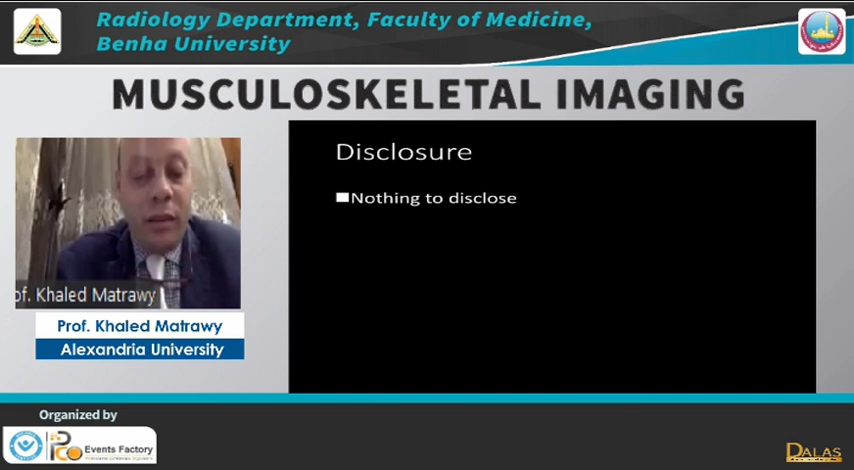 Radiology Department, Faculty of Medicine,
Benha University
MUSCULOSKELETAL IMAGING
Disclosure
Nothing to disclose
of. Khaled Matrawy
Prof. Khaled Matrawy
Alexandria University
Organized by
PCO
Events Factory
DALAS